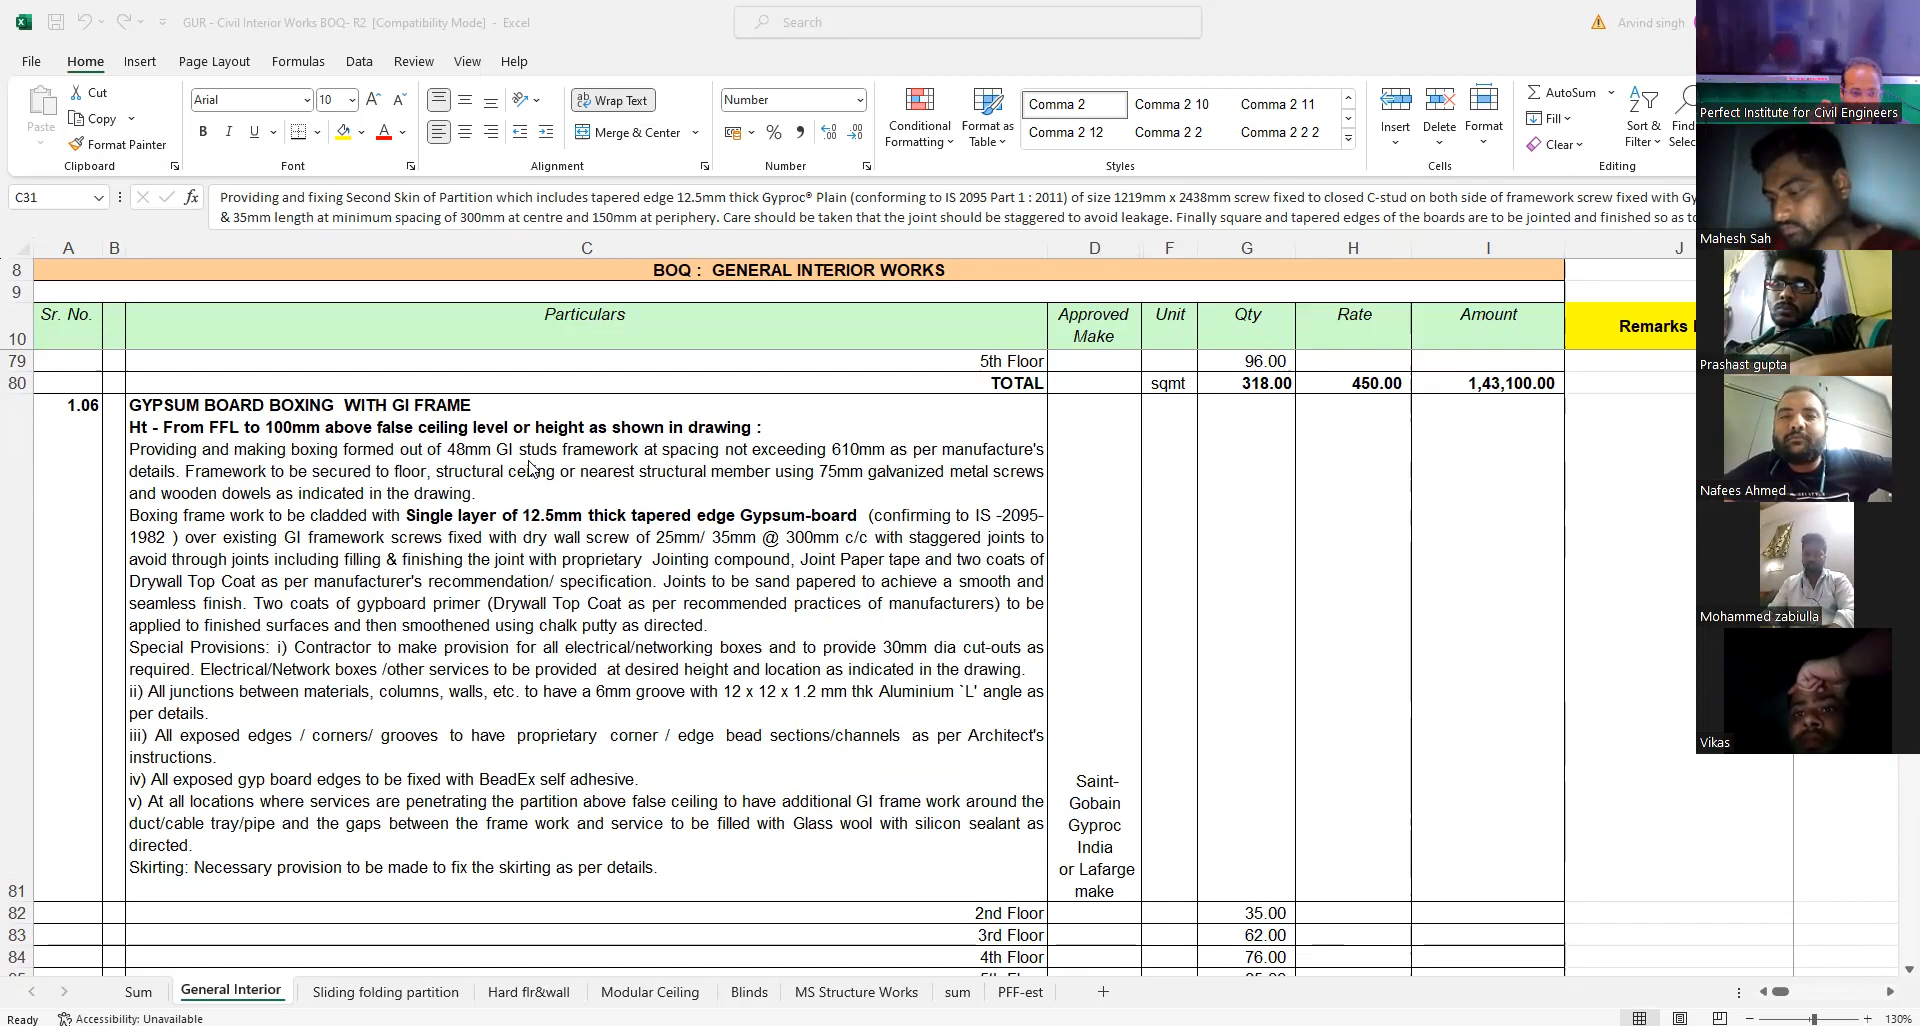 GUR - Civil Interior Works BOQ- R2 [Compatibility Mode] - Excel
Search
Arvind singh
File Home Insert Page Layout Formulas Data Review View Help
Paste
Cut
Copy
Format Painter
Clipboard
Arial 10
B I U
Font
Wrap Text
Merge & Center
Alignment
Number
Number
Conditional Formatting
Format as Table
Comma 2 Comma 2 10 Comma 2 11
Comma 2 12 Comma 2 2 Comma 2 2 2
Styles
Insert Delete Format
Cells
AutoSum
Fill
Clear
Sort & Filter
Editing
C31
fx
Providing and fixing Second Skin of Partition which includes tapered edge 12.5mm thick Gyproc® Plain (conforming to IS 2095 Part 1 : 2011) of size 1219mm x 2438mm screw fixed to closed C-stud on both side of framework screw fixed with Gy
& 35mm length at minimum spacing of 300mm at centre and 150mm at periphery. Care should be taken that the joint should be staggered to avoid leakage. Finally square and tapered edges of the boards are to be jointed and finished so as to
A B C D F G H I J
8 BOQ : GENERAL INTERIOR WORKS
9
10 Sr. No. Particulars Approved Make Unit Qty Rate Amount Remarks
79 5th Floor 96.00
80 TOTAL sqmt 318.00 450.00 1,43,100.00
1.06 GYPSUM BOARD BOXING WITH GI FRAME
Ht - From FFL to 100mm above false ceiling level or height as shown in drawing :
Providing and making boxing formed out of 48mm GI studs framework at spacing not exceeding 610mm as per manufacture's
details. Framework to be secured to floor, structural ceiling or nearest structural member using 75mm galvanized metal screws
and wooden dowels as indicated in the drawing.
Boxing frame work to be cladded with Single layer of 12.5mm thick tapered edge Gypsum-board (confirming to IS -2095-
1982 ) over existing GI framework screws fixed with dry wall screw of 25mm/ 35mm @ 300mm c/c with staggered joints to
avoid through joints including filling & finishing the joint with proprietary Jointing compound, Joint Paper tape and two coats of
Drywall Top Coat as per manufacturer's recommendation/ specification. Joints to be sand papered to achieve a smooth and
seamless finish. Two coats of gypboard primer (Drywall Top Coat as per recommended practices of manufacturers) to be
applied to finished surfaces and then smoothened using chalk putty as directed.
Special Provisions: i) Contractor to make provision for all electrical/networking boxes and to provide 30mm dia cut-outs as
required. Electrical/Network boxes /other services to be provided at desired height and location as indicated in the drawing.
ii) All junctions between materials, columns, walls, etc. to have a 6mm groove with 12 x 12 x 1.2 mm thk Aluminium `L' angle as
per details.
iii) All exposed edges / corners/ grooves to have proprietary corner / edge bead sections/channels as per Architect's
instructions.
iv) All exposed gyp board edges to be fixed with BeadEx self adhesive.
v) At all locations where services are penetrating the partition above false ceiling to have additional GI frame work around the
duct/cable tray/pipe and the gaps between the frame work and service to be filled with Glass wool with silicon sealant as
directed.
Skirting: Necessary provision to be made to fix the skirting as per details.
Saint-
Gobain
Gyproc
India
or Lafarge
make
81
82 2nd Floor 35.00
83 3rd Floor 62.00
84 4th Floor 76.00
Sum General Interior Sliding folding partition Hard flr&wall Modular Ceiling Blinds MS Structure Works sum PFF-est
Ready Accessibility: Unavailable 130%
Perfect Institute for Civil Engineers
Mahesh Sah
Prashast gupta
Nafees Ahmed
Mohammed zabiulla
Vikas